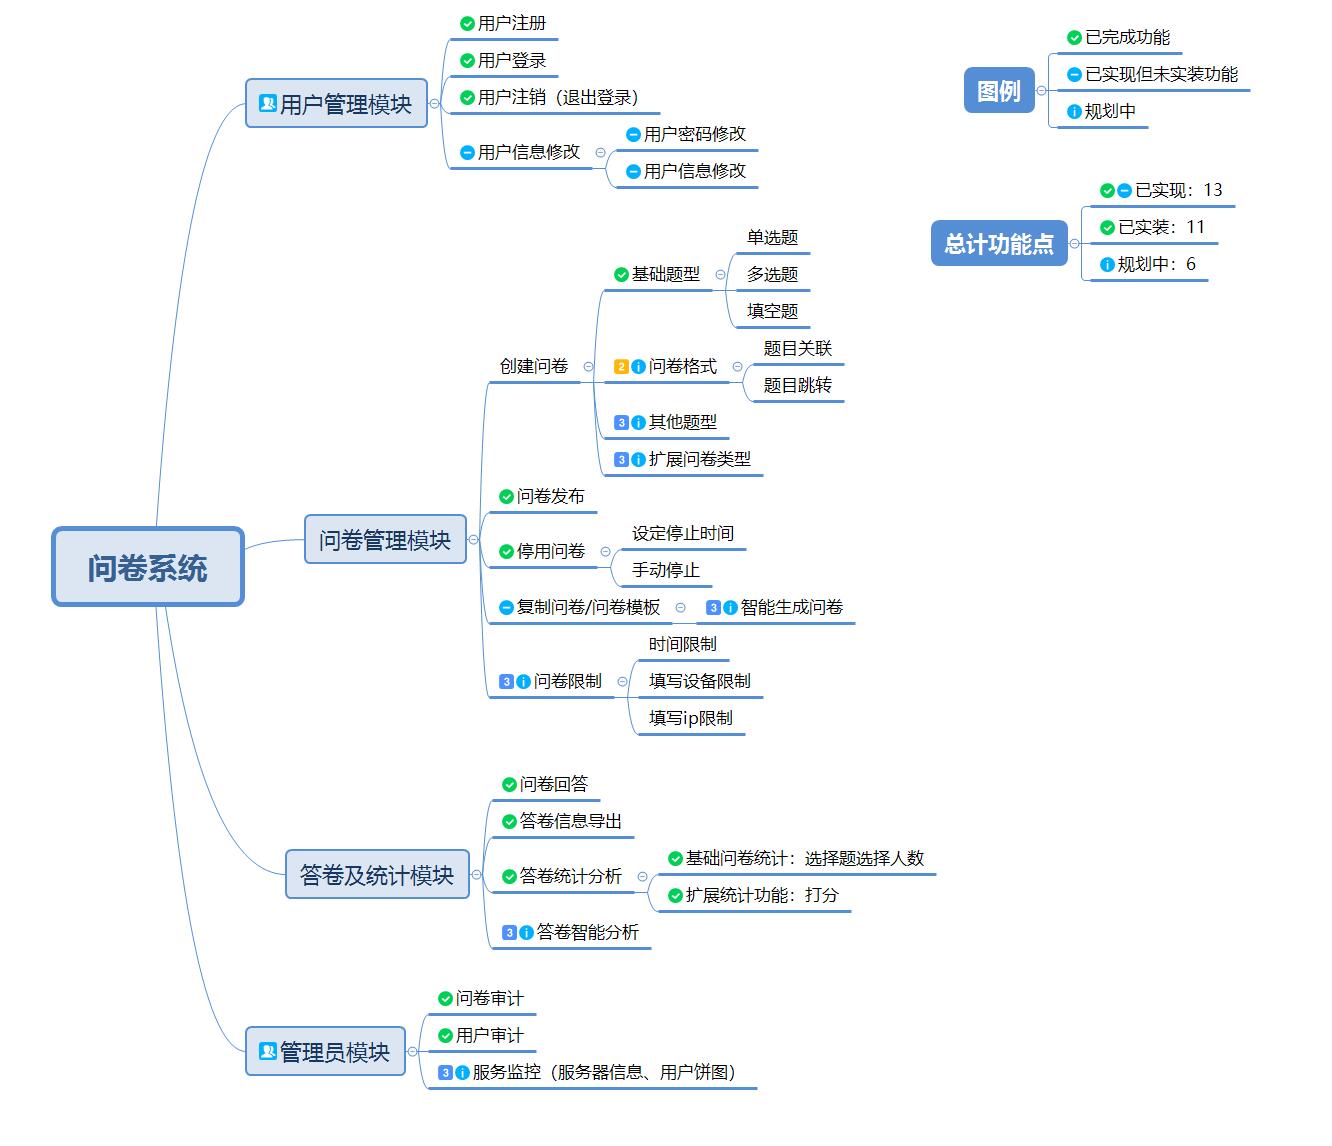 问卷系统
用户管理模块
用户注册
用户登录
用户注销（退出登录）
用户信息修改
用户密码修改
用户信息修改
问卷管理模块
创建问卷
基础题型
单选题
多选题
填空题
2 问卷格式
题目关联
题目跳转
3 其他题型
3 扩展问卷类型
问卷发布
停用问卷
设定停止时间
手动停止
复制问卷/问卷模板
3 智能生成问卷
3 问卷限制
时间限制
填写设备限制
填写ip限制
答卷及统计模块
问卷回答
答卷信息导出
答卷统计分析
基础问卷统计：选择题选择人数
扩展统计功能：打分
3 答卷智能分析
管理员模块
问卷审计
用户审计
3 服务监控（服务器信息、用户饼图）
图例
已完成功能
已实现但未实装功能
规划中
总计功能点
已实现：13
已实装：11
规划中：6